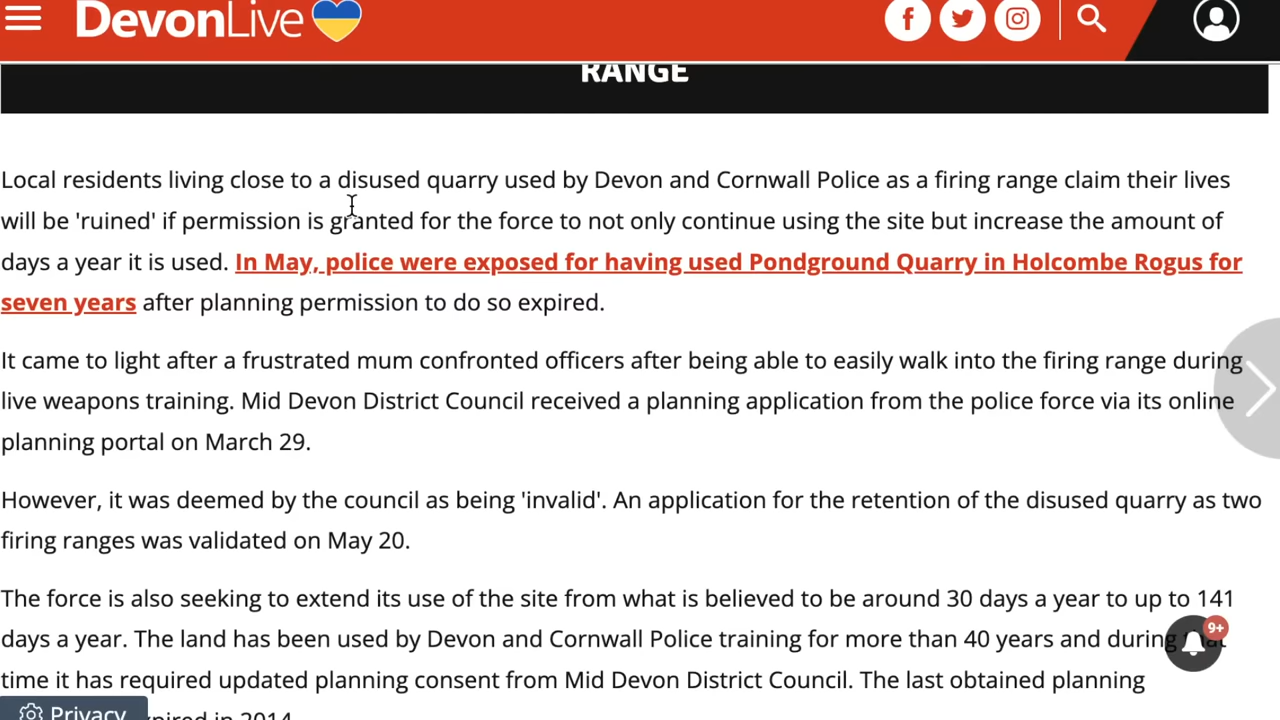 DevonLive
RANGE
Local residents living close to a disused quarry used by Devon and Cornwall Police as a firing range claim their lives
will be 'ruined' if permission is granted for the force to not only continue using the site but increase the amount of
days a year it is used. In May, police were exposed for having used Pondground Quarry in Holcombe Rogus for
seven years after planning permission to do so expired.
It came to light after a frustrated mum confronted officers after being able to easily walk into the firing range during
live weapons training. Mid Devon District Council received a planning application from the police force via its online
planning portal on March 29.
However, it was deemed by the council as being 'invalid'. An application for the retention of the disused quarry as two
firing ranges was validated on May 20.
The force is also seeking to extend its use of the site from what is believed to be around 30 days a year to up to 141
days a year. The land has been used by Devon and Cornwall Police training for more than 40 years and during that
9+
time it has required updated planning consent from Mid Devon District Council. The last obtained planning
Privacy
expired in 2014